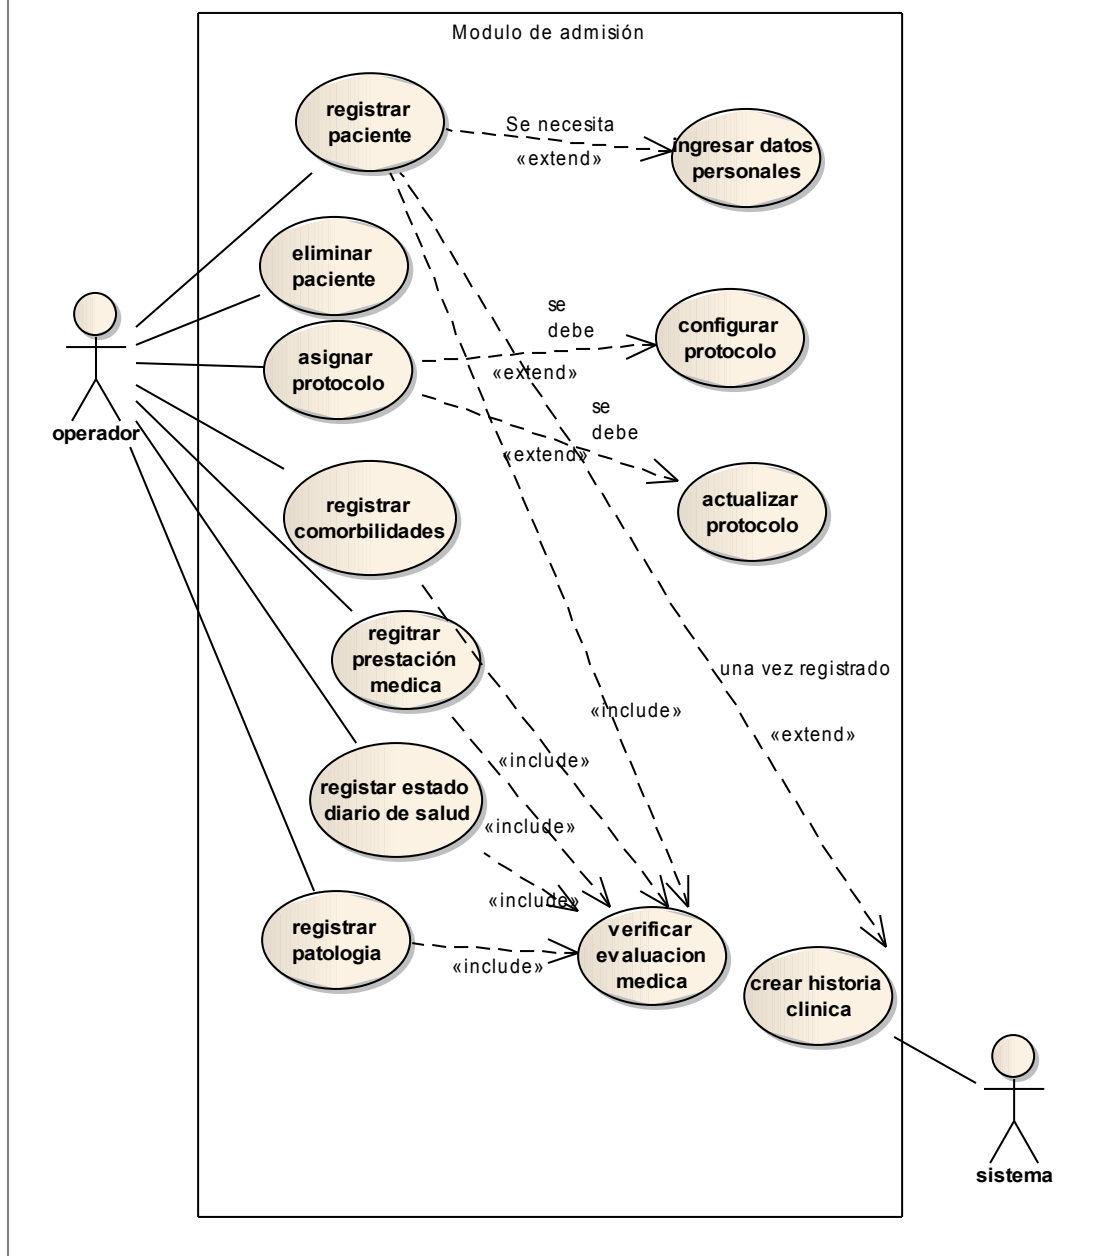 Modulo de admisión
registrar
paciente
Se necesita
«extend»
ingresar datos
personales
eliminar
paciente
asignar
protocolo
se
debe
«extend»
configurar
protocolo
se
debe
«extend»
actualizar
protocolo
operador
registrar
comorbilidades
regitrar
prestación
medica
una vez registrado
«extend»
«include»
«include»
registar estado
diario de salud
«include»
«include»
registrar
patologia
«include»
verificar
evaluacion
medica
crear historia
clinica
sistema